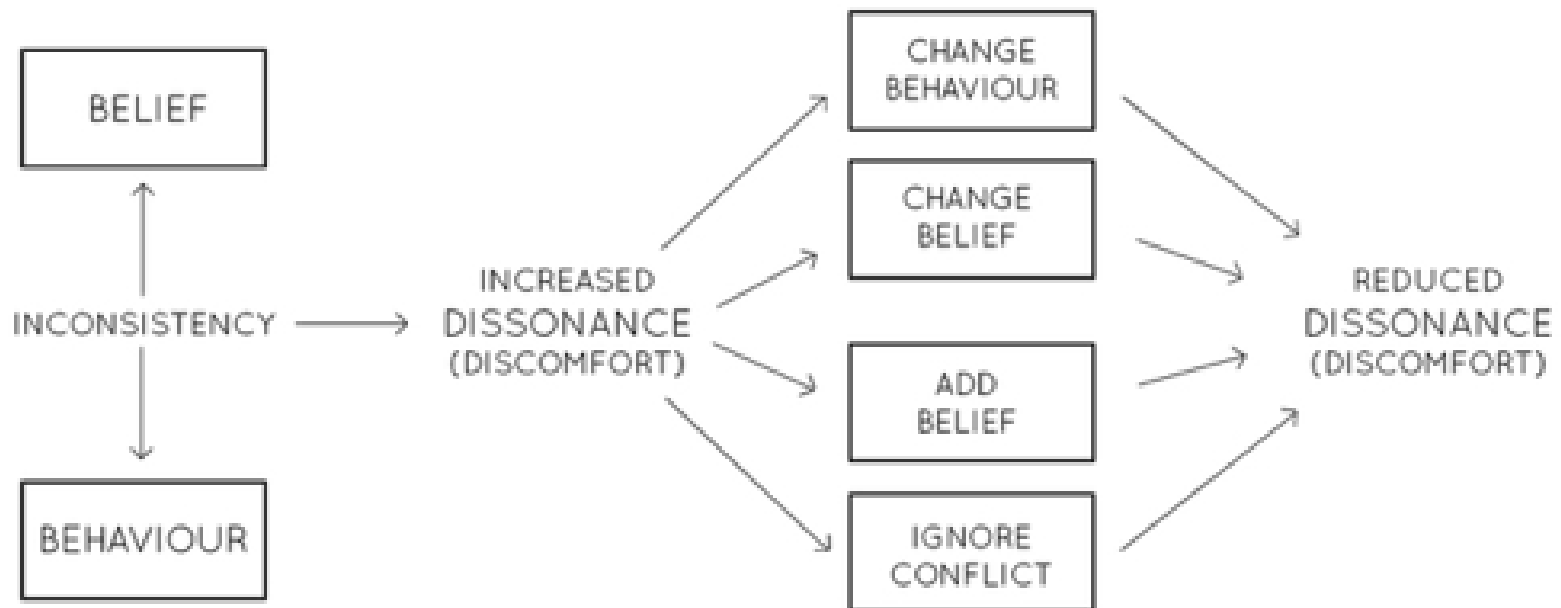 BELIEF
INCONSISTENCY
BEHAVIOUR
INCREASED
DISSONANCE
(DISCOMFORT)
CHANGE
BEHAVIOUR
CHANGE
BELIEF
ADD
BELIEF
IGNORE
CONFLICT
REDUCED
DISSONANCE
(DISCOMFORT)